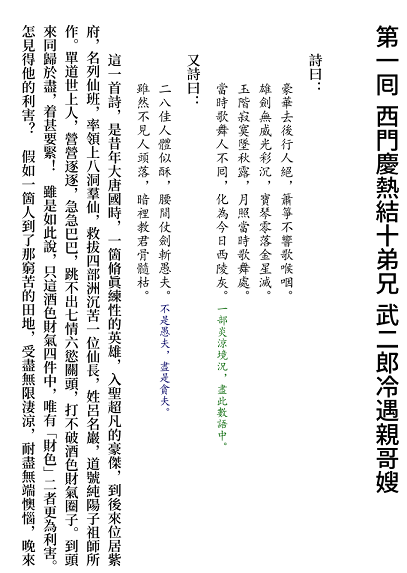 第一囘 西門慶熱結十弟兄 武二郎冷遇親哥嫂
詩曰：
豪華去後行人絕，簫箏不響歌喉咽。
雄劍無威光彩沉，寶琴零落金星滅。
玉階寂寞墜秋露，月照當時歌舞處。
當時歌舞人不囘，化為今日西陵灰。一部炎涼境況，盡此數語中。
又詩曰：
二八佳人體似酥，腰間仗劍斬愚夫。不是愚夫，盡是貪夫。
雖然不見人頭落，暗裡教君骨髓枯。
這一首詩，是昔年大唐國時，一箇脩眞練性的英雄，入聖超凡的豪傑，到後來位居紫
府，名列仙班，率領上八洞羣仙，救拔四部洲沉苦一位仙長，姓呂名巖，道號純陽子祖師所
作。單道世上人，營營逐逐，急急巴巴，跳不出七情六慾關頭，打不破酒色財氣圈子。到頭
來同歸於盡，着甚要緊！ 雖是如此說，只這酒色財氣四件中，唯有「財色」二者更為利害。
怎見得他的利害？ 假如一箇人到了那窮苦的田地，受盡無限淒涼，耐盡無端懊惱，晚來